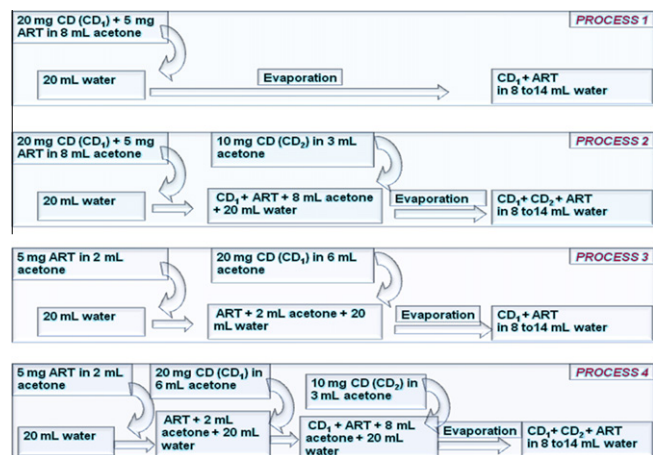 20 mg CD (CD₁) + 5 mg
ART in 8 mL acetone
PROCESS 1
20 mL water
Evaporation
CD₁ + ART
in 8 to14 mL water
20 mg CD (CD₁) + 5 mg
ART in 8 mL acetone
10 mg CD (CD₂) in 3 mL
acetone
PROCESS 2
20 mL water
CD₁ + ART + 8 mL acetone
+ 20 mL water
Evaporation
CD₁ + CD₂ + ART
in 8 to14 mL water
5 mg ART in 2 mL
acetone
20 mg CD (CD₁) in 6 mL
acetone
PROCESS 3
20 mL water
ART + 2 mL acetone + 20
mL water
Evaporation
CD₁ + ART
in 8 to14 mL water
5 mg ART in 2 mL
acetone
20 mg CD (CD₁) in
6 mL acetone
10 mg CD (CD₂) in
3 mL acetone
PROCESS 4
20 mL water
ART + 2 mL
acetone + 20 mL
water
CD₁ + ART + 8 mL
acetone + 20 mL
water
Evaporation
CD₁ + CD₂ + ART
in 8 to14 mL water